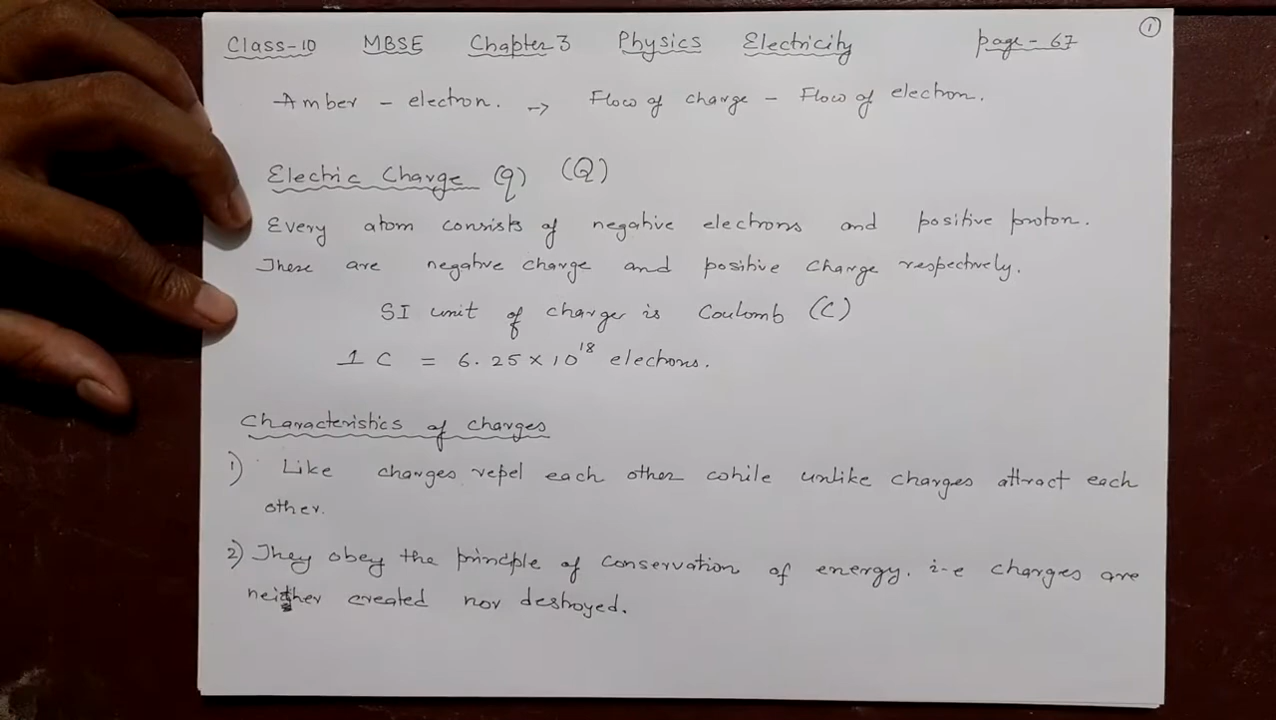 Class-10 MBSE Chapter 3 Physics Electricity page-67 ①
Amber - electron. → Flow of charge - Flow of electron.
Electric Charge (q) (Q)
Every atom consists of negative electrons and positive proton.
These are negative charge and positive charge respectively.
SI unit of charge is Coulomb (C)
1 C = 6.25 × 10¹⁸ electrons.
Characteristics of charges
1) Like charges repel each other while unlike charges attract each
other.
2) They obey the principle of conservation of energy. i-e charges are
neither created nor destroyed.